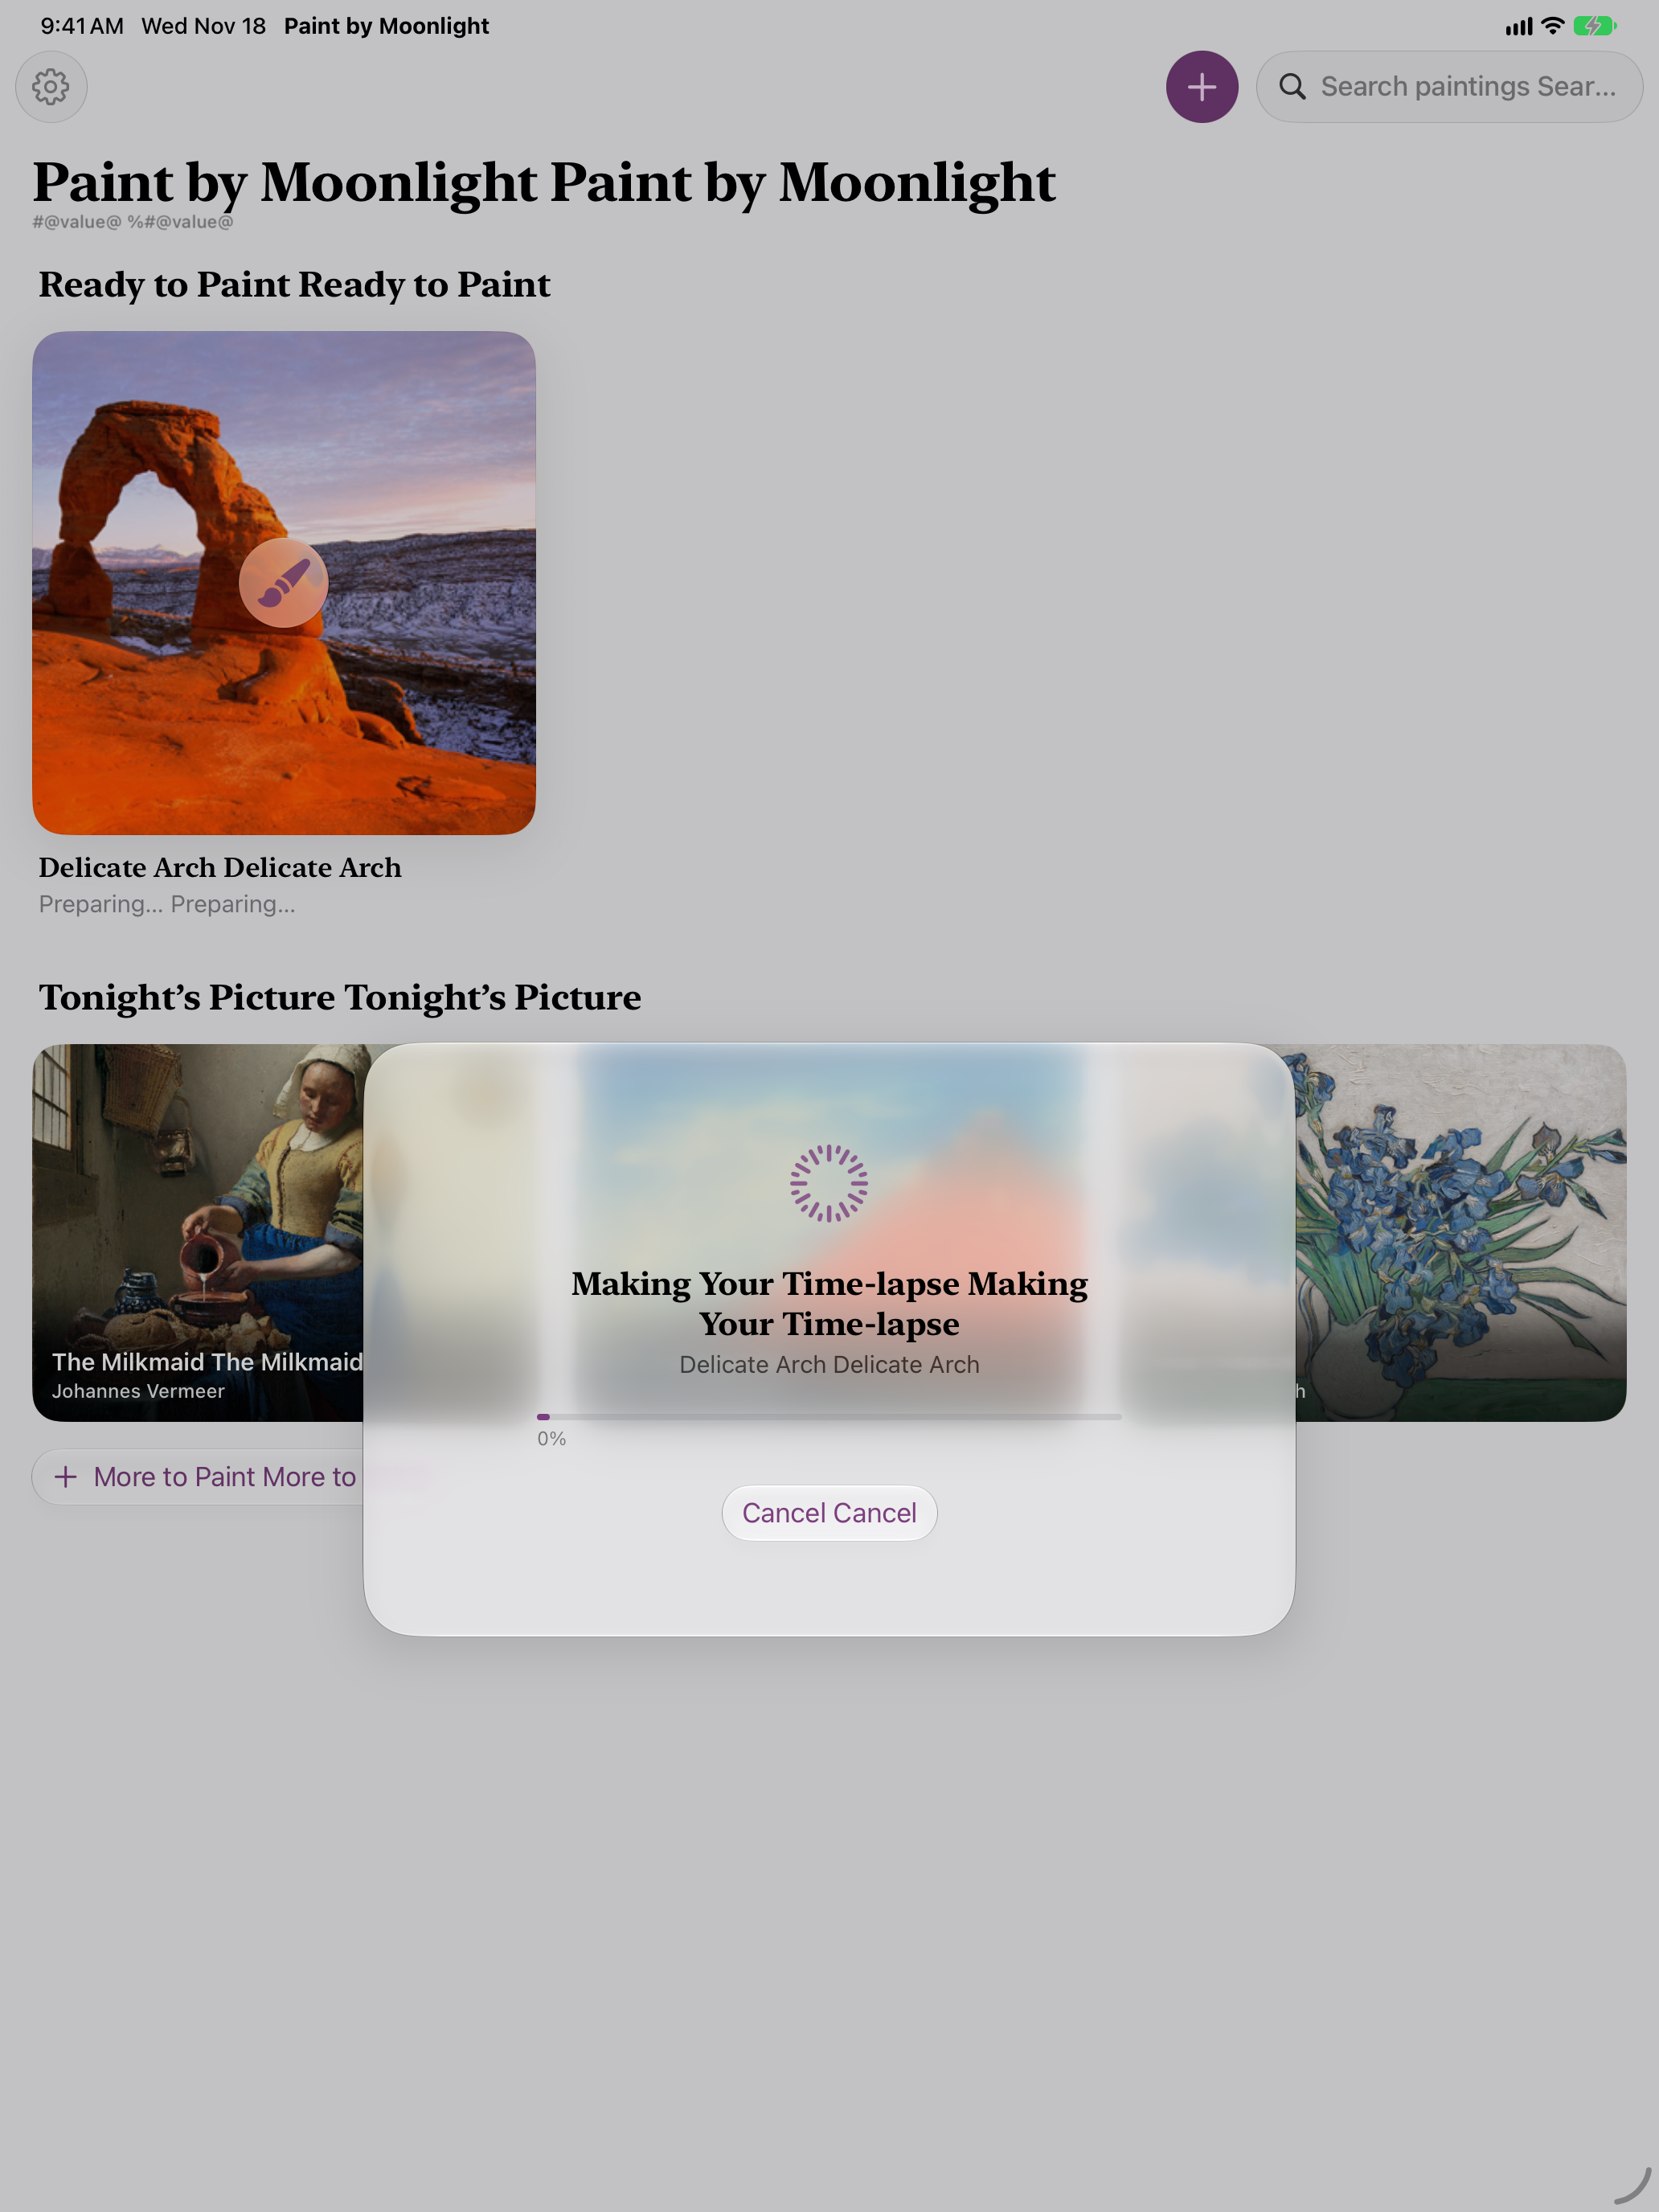 9:41 AM Wed Nov 18 Paint by Moonlight
Search paintings Sear...
Paint by Moonlight Paint by Moonlight
#@value@ %#@value@
Ready to Paint Ready to Paint
Delicate Arch Delicate Arch
Preparing... Preparing...
Tonight's Picture Tonight's Picture
The Milkmaid The Milkmaid
Johannes Vermeer
Making Your Time-lapse Making
Your Time-lapse
Delicate Arch Delicate Arch
0%
More to Paint More to
Cancel Cancel